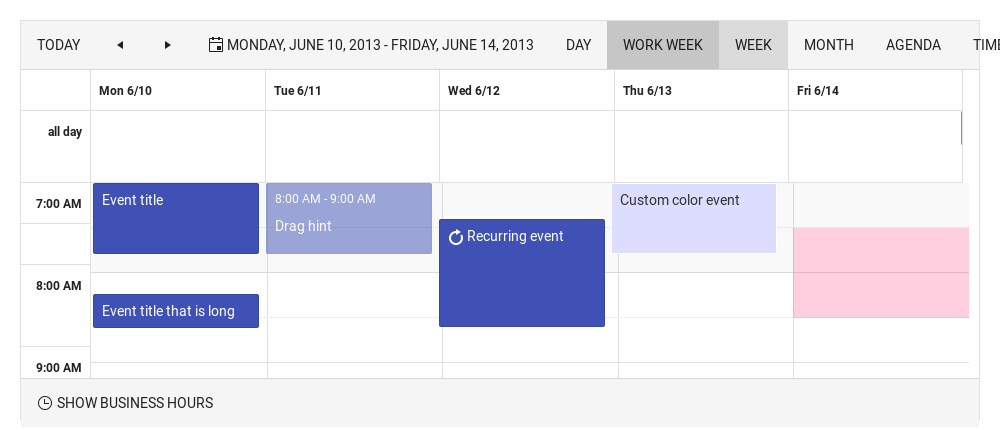 TODAY
MONDAY, JUNE 10, 2013 - FRIDAY, JUNE 14, 2013
DAY
WORK WEEK
WEEK
MONTH
AGENDA
TIME
Mon 6/10
Tue 6/11
Wed 6/12
Thu 6/13
Fri 6/14
all day
7:00 AM
Event title
8:00 AM - 9:00 AM
Drag hint
Recurring event
Custom color event
8:00 AM
Event title that is long
9:00 AM
SHOW BUSINESS HOURS